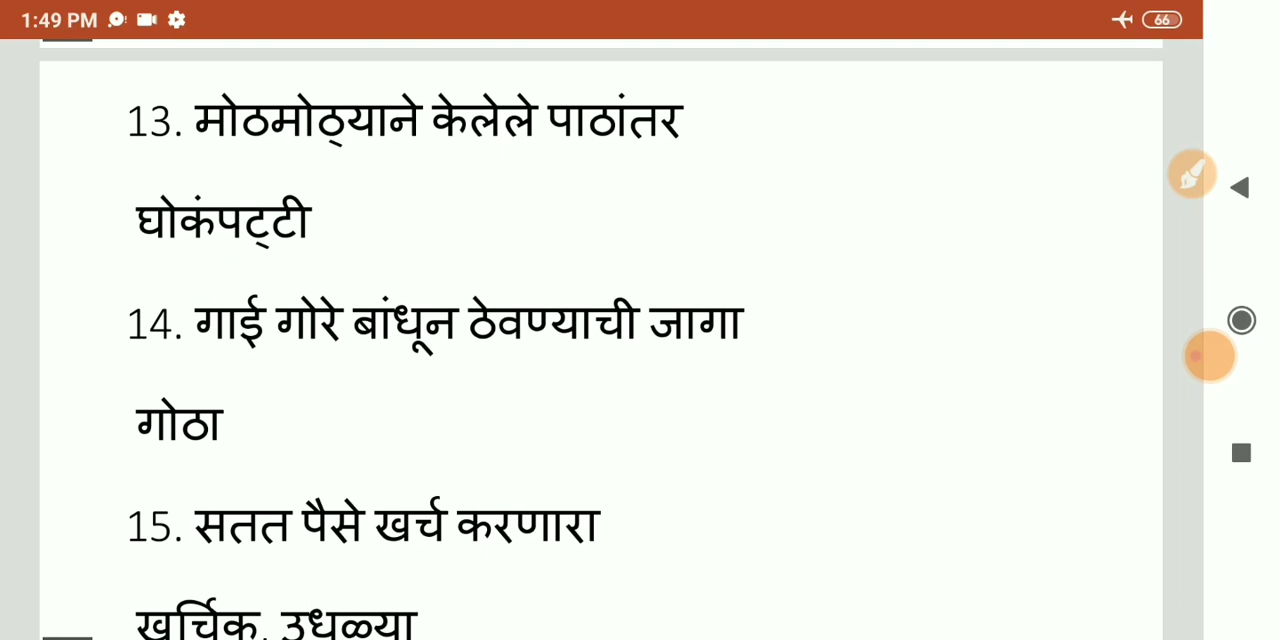 1:49 PM
66
13. मोठमोठ्याने केलेले पाठांतर
घोकंपट्टी
14. गाई गोरे बांधून ठेवण्याची जागा
गोठा
15. सतत पैसे खर्च करणारा
खर्चिक, उधळ्या